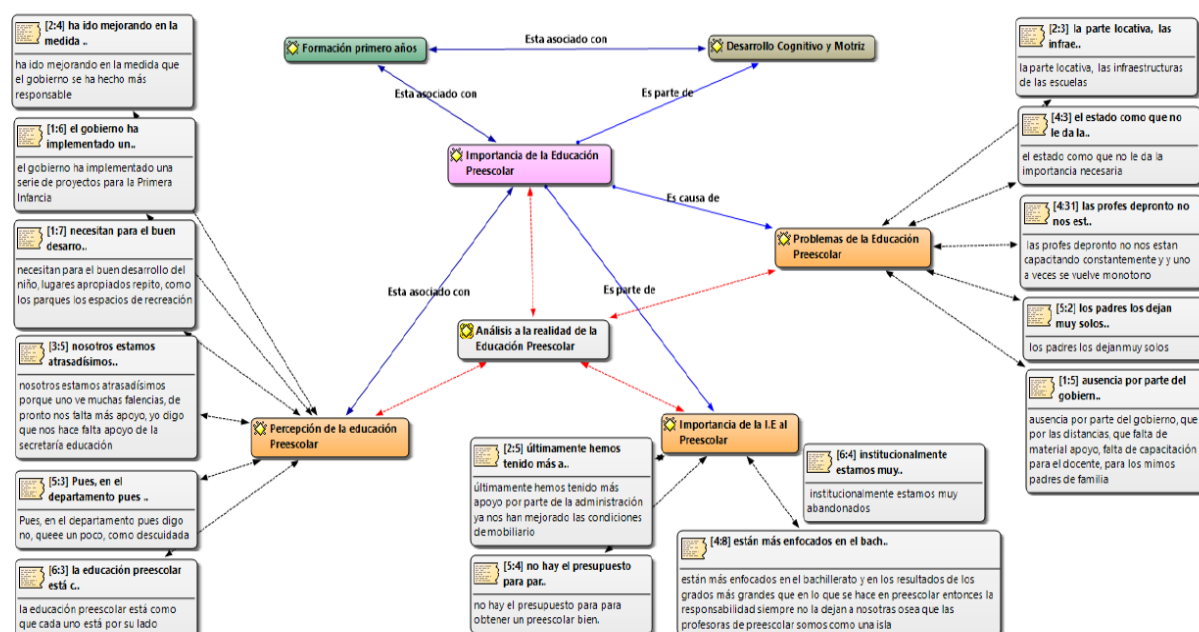 [2:4] ha ido mejorando en la
medida ..
ha ido mejorando en la medida que
el gobierno se ha hecho más
responsable
[1:6] el gobierno ha
implementado un..
el gobierno ha implementado una
serie de proyectos para la Primera
Infancia
[1:7] necesitan para el buen
desarro..
necesitan para el buen desarrollo del
niño, lugares apropiados repito, como
los parques los espacios de recreación
[3:5] nosotros estamos
atrasadísimos..
nosotros estamos atrasadísimos
porque uno ve muchas falencias, de
pronto nos falta más apoyo, yo digo
que nos hace falta apoyo de la
secretaría educación
[5:3] Pues, en el
departamento pues ..
Pues, en el departamento pues digo
no, queee un poco, como descuidada
[6:3] la educación preescolar
está c..
la educación preescolar está como
que cada uno está por su lado
Formación primero años
Esta asociado con
Desarrollo Cognitivo y Motriz
Esta asociado con
Es parte de
Importancia de la Educación
Preescolar
Es causa de
Problemas de la Educación
Preescolar
Esta asociado con
Es parte de
Análisis a la realidad de la
Educación Preescolar
Percepción de la educación
Preescolar
Importancia de la I.E al
Preescolar
[2:5] últimamente hemos
tenido más a..
últimamente hemos tenido más
apoyo por parte de la administración
ya nos han mejorado las condiciones
de mobiliario
[5:4] no hay el presupuesto
para par..
no hay el presupuesto para para
obtener un preescolar bien.
[6:4] institucionalmente
estamos muy..
institucionalmente estamos muy
abandonados
[4:8] están más enfocados en el bach..
están más enfocados en el bachillerato y en los resultados de los
grados más grandes que en lo que se hace en preescolar entonces la
responsabilidad siempre no la dejan a nosotras osea que las
profesoras de preescolar somos como una isla
[2:3] la parte locativa, las
infrae..
la parte locativa, las infraestructuras
de las escuelas
[4:3] el estado como que no
le da la..
el estado como que no le da la
importancia necesaria
[4:31] las profes depronto no
nos est..
las profes depronto no nos estan
capacitando constantemente y y uno
a veces se vuelve monotono
[5:2] los padres los dejan
muy solos..
los padres los dejanmuy solos
[1:5] ausencia por parte del
gobiern..
ausencia por parte del gobierno, que
por las distancias, que falta de
material apoyo, falta de capacitación
para el docente, para los mimos
padres de familia